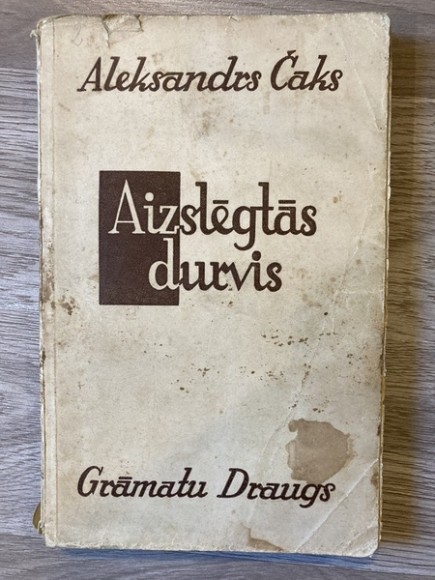 Aleksandrs Čaks
Aizslēgtās
durvis
Grāmatu Draugs